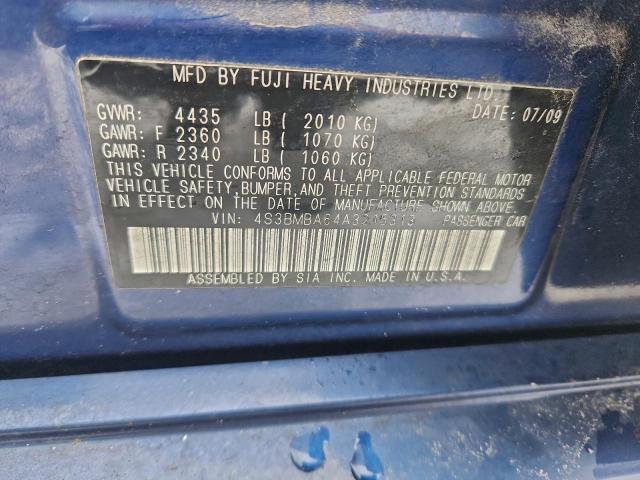 MFD BY FUJI HEAVY INDUSTRIES LTD.
DATE: 07/09
GVWR: 4435 LB ( 2010 KG)
GAWR: F 2360 LB ( 1070 KG)
GAWR: R 2340 LB ( 1060 KG)
THIS VEHICLE CONFORMS TO ALL APPLICABLE FEDERAL MOTOR
VEHICLE SAFETY, BUMPER, AND THEFT PREVENTION STANDARDS
IN EFFECT ON THE DATE OF MANUFACTURE SHOWN ABOVE.
VIN: PASSENGER CAR
ASSEMBLED BY SIA INC. MADE IN U.S.A.